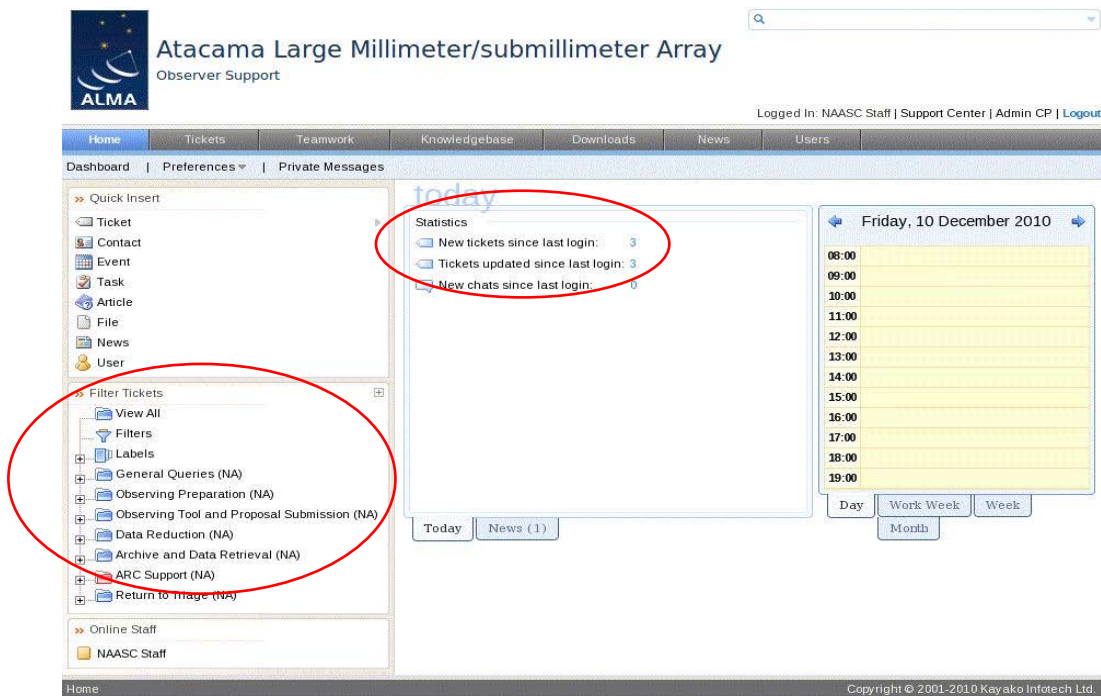 ALMA
Atacama Large Millimeter/submillimeter Array
Observer Support
Logged In: NAASC Staff | Support Center | Admin CP | Logout
Home Tickets Teamwork Knowledgebase Downloads News Users
Dashboard | Preferences | Private Messages
Quick Insert
Ticket
Contact
Event
Task
Article
File
News
User
Filter Tickets
View All
Filters
Labels
General Queries (NA)
Observing Preparation (NA)
Observing Tool and Proposal Submission (NA)
Data Reduction (NA)
Archive and Data Retrieval (NA)
ARC Support (NA)
Return to Triage (NA)
Online Staff
NAASC Staff
today
Statistics
New tickets since last login: 3
Tickets updated since last login: 3
New chats since last login: 0
Today News (1)
Friday, 10 December 2010
08:00
09:00
10:00
11:00
12:00
13:00
14:00
15:00
16:00
17:00
18:00
19:00
Day Work Week Week
Month
Home Copyright © 2001-2010 Kayako Infotech Ltd.